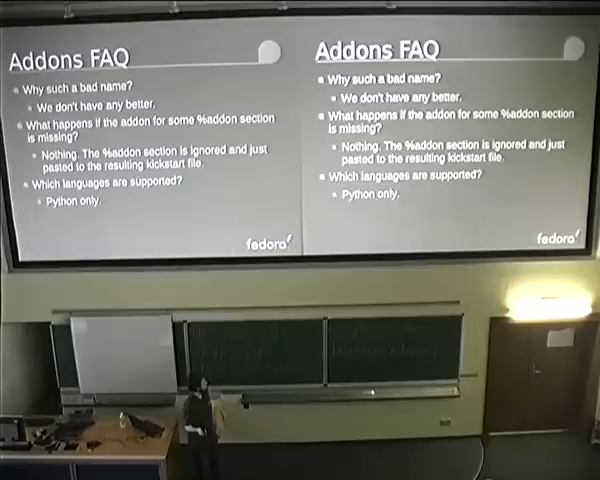 Addons FAQ
Why such a bad name?
We don't have any better.
What happens if the addon for some %addon section
is missing?
Nothing. The %addon section is ignored and just
pasted to the resulting kickstart file.
Which languages are supported?
Python only.
fedora
Addons FAQ
Why such a bad name?
We don't have any better.
What happens if the addon for some %addon section
is missing?
Nothing. The %addon section is ignored and just
pasted to the resulting kickstart file.
Which languages are supported?
Python only.
fedora